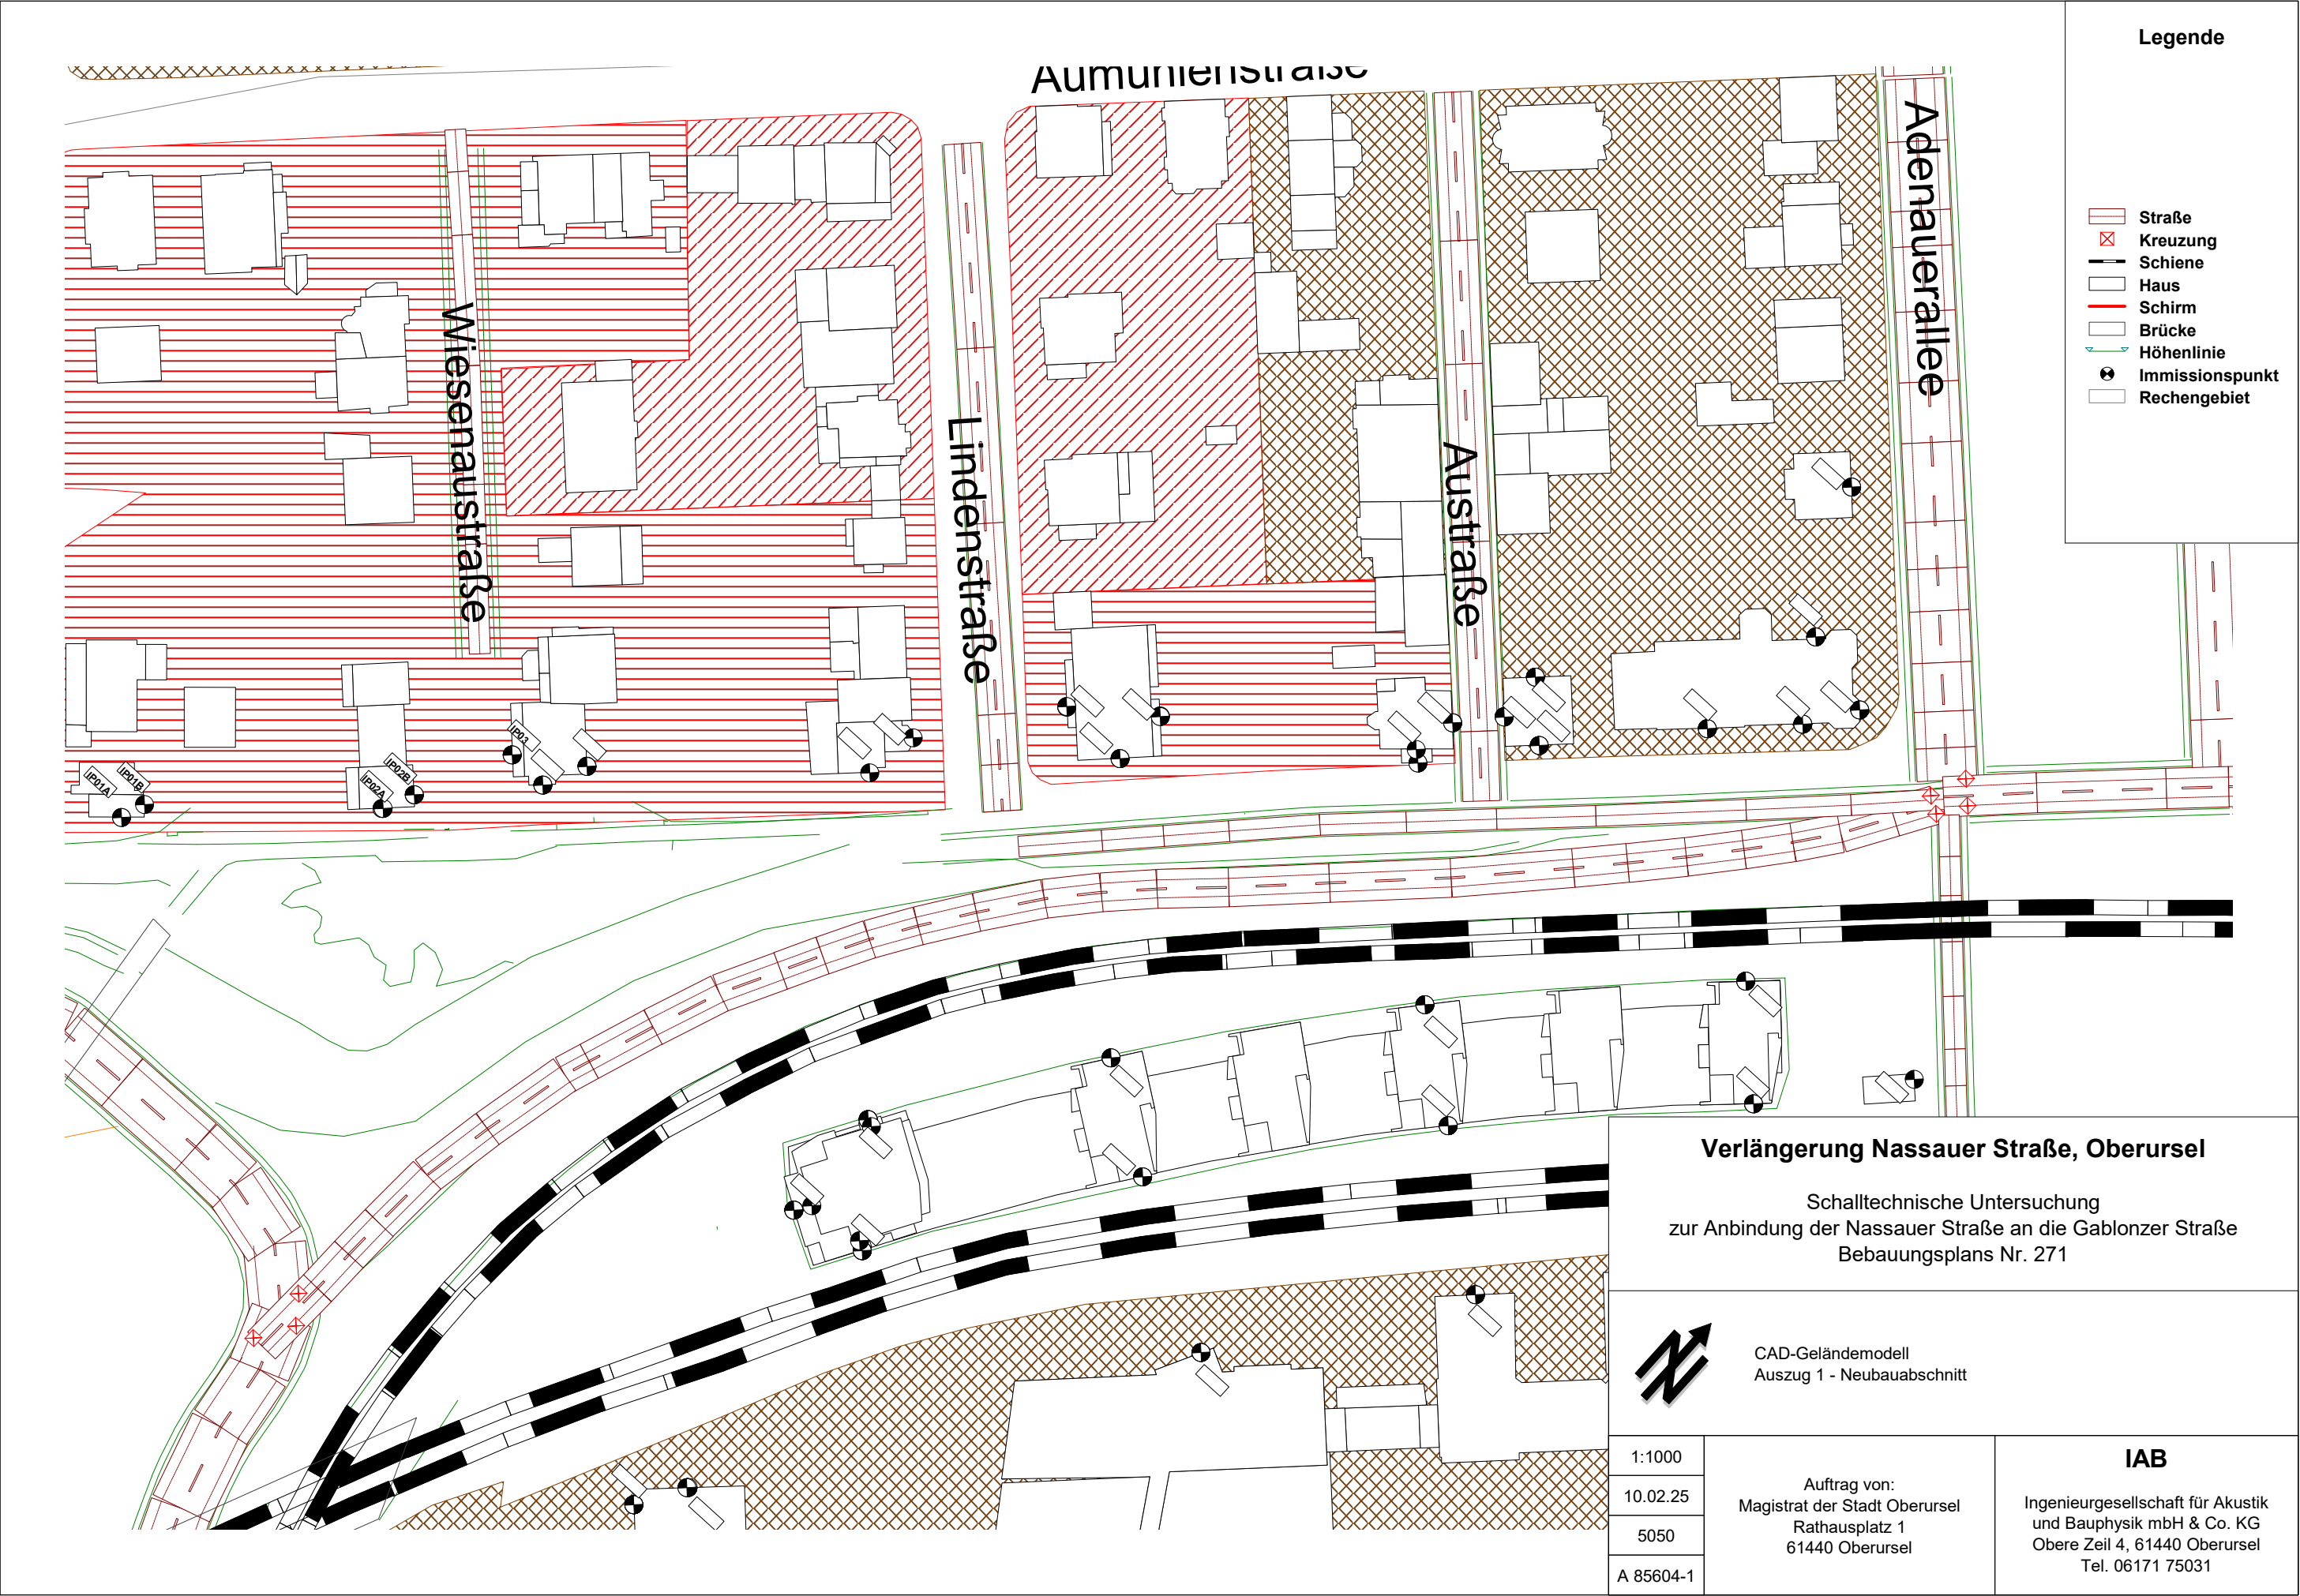 Legende
Aumühlenstraße
Adenauerallee
Straße
Kreuzung
Schiene
Haus
Schirm
Brücke
Höhenlinie
Immissionspunkt
Rechengebiet
Wiesenaustraße
Lindenstraße
Austraße
IP01A
IP01B
IP02A
IP02B
IP03
Verlängerung Nassauer Straße, Oberursel
Schalltechnische Untersuchung
zur Anbindung der Nassauer Straße an die Gablonzer Straße
Bebauungsplans Nr. 271
CAD-Geländemodell
Auszug 1 - Neubauabschnitt
1:1000
10.02.25
5050
A 85604-1
Auftrag von:
Magistrat der Stadt Oberursel
Rathausplatz 1
61440 Oberursel
IAB
Ingenieurgesellschaft für Akustik
und Bauphysik mbH & Co. KG
Obere Zeil 4, 61440 Oberursel
Tel. 06171 75031